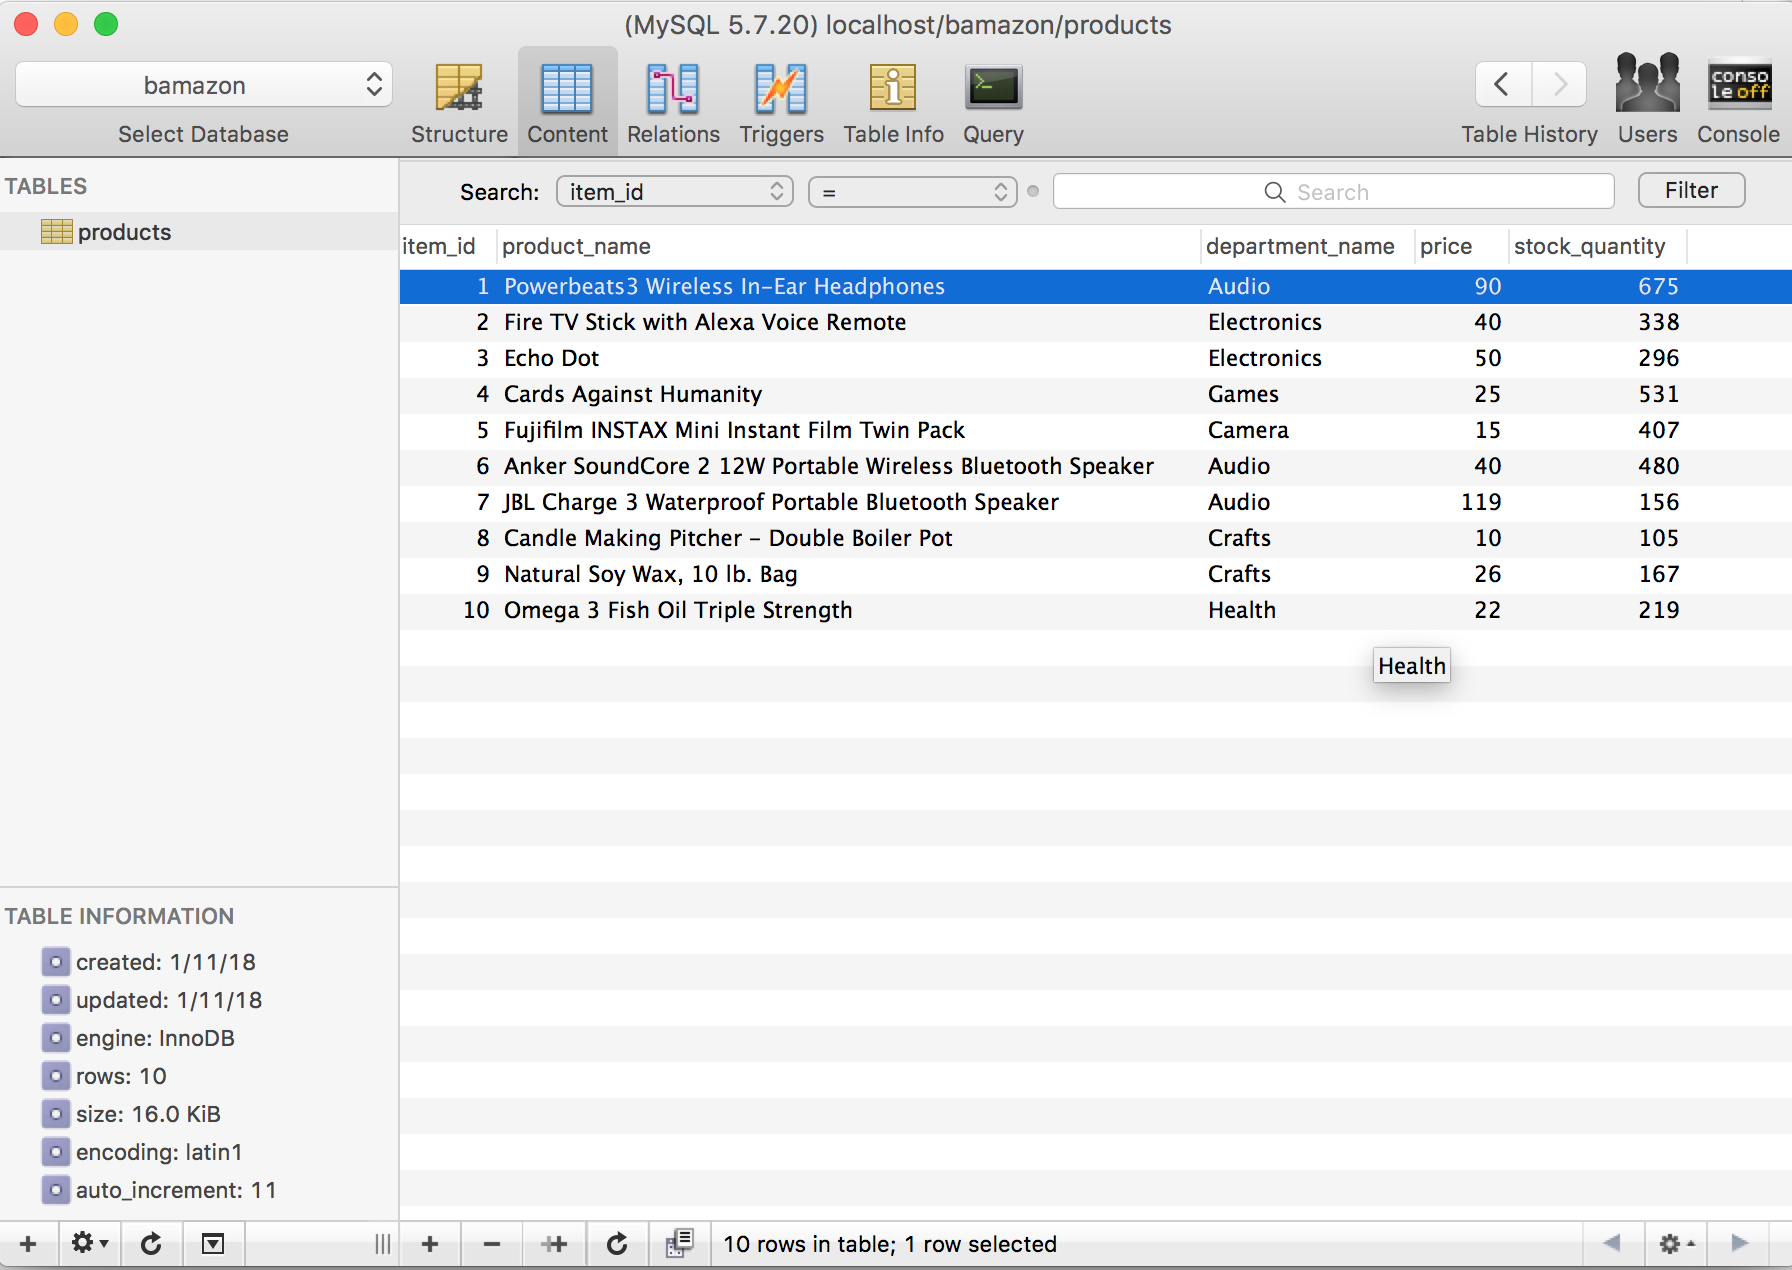 (MySQL 5.7.20) localhost/bamazon/products
bamazon
Select Database
Structure
Content
Relations
Triggers
Table Info
Query
Table History
Users
conso
le off
Console
TABLES
products
Search: item_id = Search Filter
item_id product_name department_name price stock_quantity
1 Powerbeats3 Wireless In-Ear Headphones Audio 90 675
2 Fire TV Stick with Alexa Voice Remote Electronics 40 338
3 Echo Dot Electronics 50 296
4 Cards Against Humanity Games 25 531
5 Fujifilm INSTAX Mini Instant Film Twin Pack Camera 15 407
6 Anker SoundCore 2 12W Portable Wireless Bluetooth Speaker Audio 40 480
7 JBL Charge 3 Waterproof Portable Bluetooth Speaker Audio 119 156
8 Candle Making Pitcher - Double Boiler Pot Crafts 10 105
9 Natural Soy Wax, 10 lb. Bag Crafts 26 167
10 Omega 3 Fish Oil Triple Strength Health 22 219
Health
TABLE INFORMATION
created: 1/11/18
updated: 1/11/18
engine: InnoDB
rows: 10
size: 16.0 KiB
encoding: latin1
auto_increment: 11
10 rows in table; 1 row selected